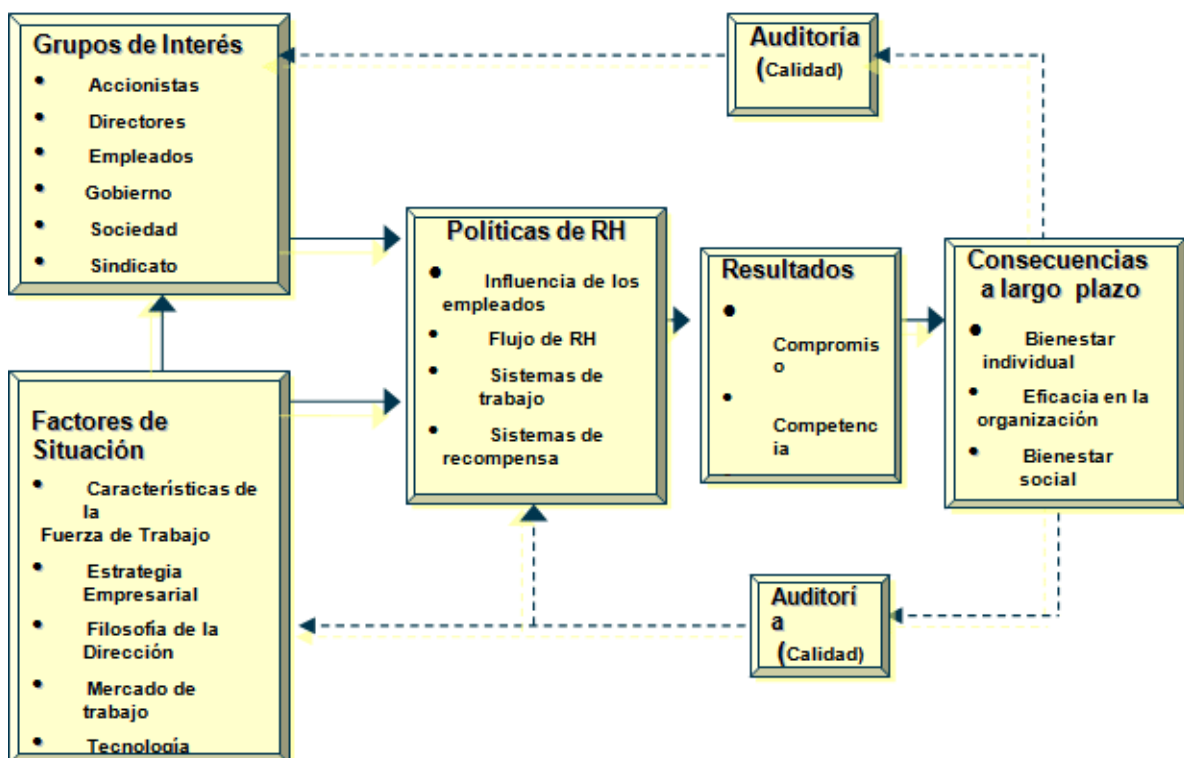 Grupos de Interés
• Accionistas
• Directores
• Empleados
• Gobierno
• Sociedad
• Sindicato
Auditoría
(Calidad)
Políticas de RH
• Influencia de los
empleados
• Flujo de RH
• Sistemas de
trabajo
• Sistemas de
recompensa
Resultados
•
Compromis
o
•
Competenc
ia
Consecuencias
a largo plazo
• Bienestar
individual
• Eficacia en la
organización
• Bienestar
social
Factores de
Situación
• Características de
la
Fuerza de Trabajo
• Estrategia
Empresarial
• Filosofía de la
Dirección
• Mercado de
trabajo
• Tecnología
Auditorí
a
(Calidad)